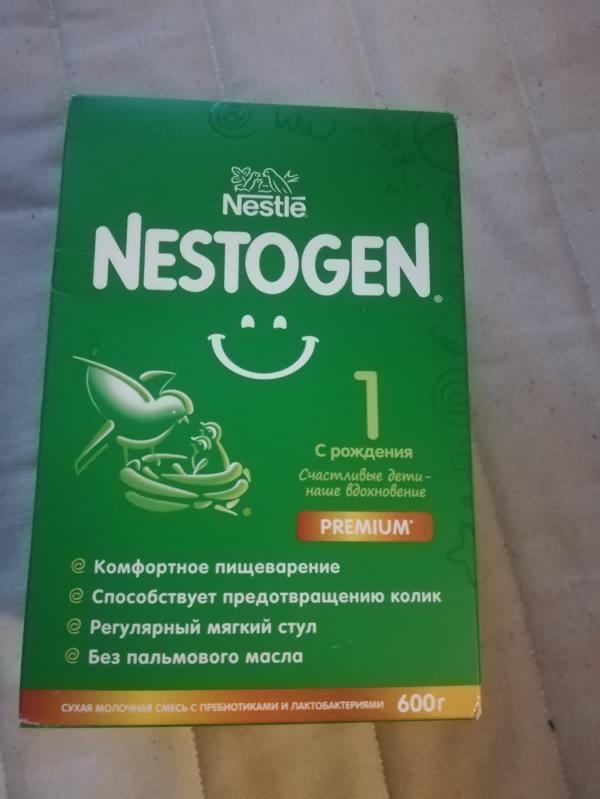 Nestlé
NESTOGEN®
1
С рождения
Счастливые дети–
наше вдохновение
PREMIUM*
Комфортное пищеварение
Способствует предотвращению колик
Регулярный мягкий стул
Без пальмового масла
СУХАЯ МОЛОЧНАЯ СМЕСЬ С ПРЕБИОТИКАМИ И ЛАКТОБАКТЕРИЯМИ 600г